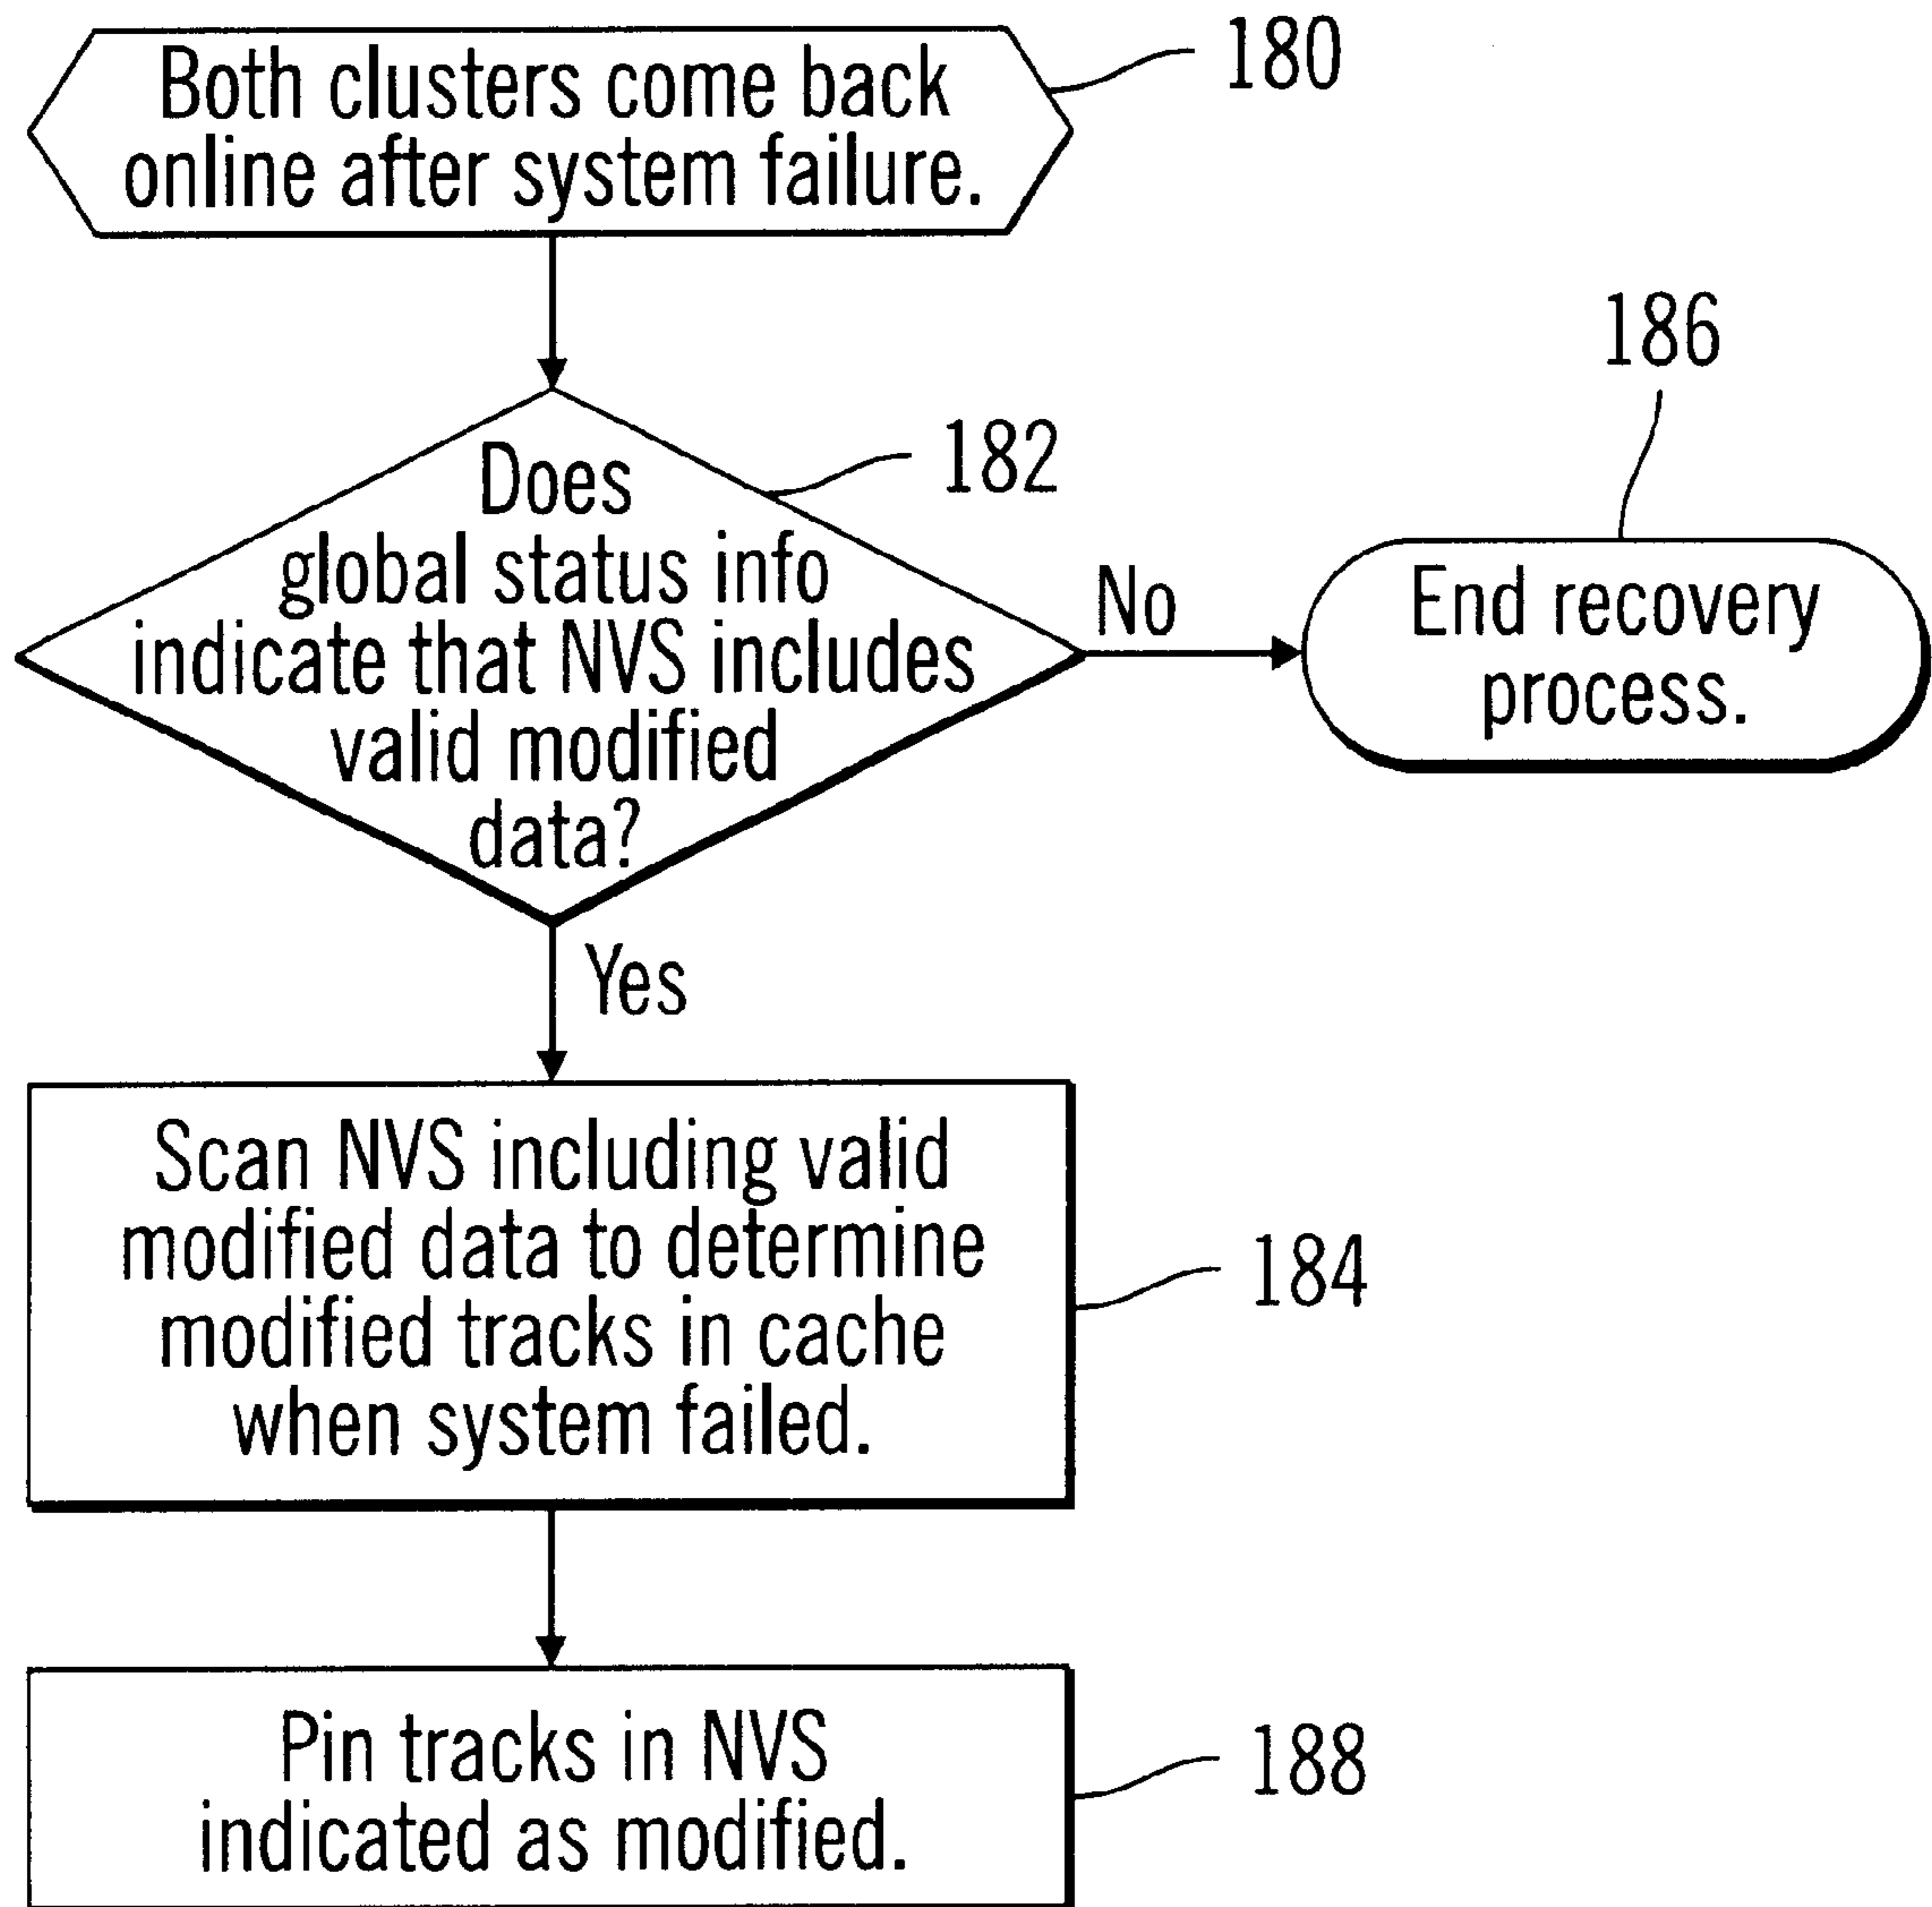 Both clusters come back
online after system failure.
180
Does
global status info
indicate that NVS includes
valid modified
data?
182
No
186
End recovery
process.
Yes
Scan NVS including valid
modified data to determine
modified tracks in cache
when system failed.
184
Pin tracks in NVS
indicated as modified.
188